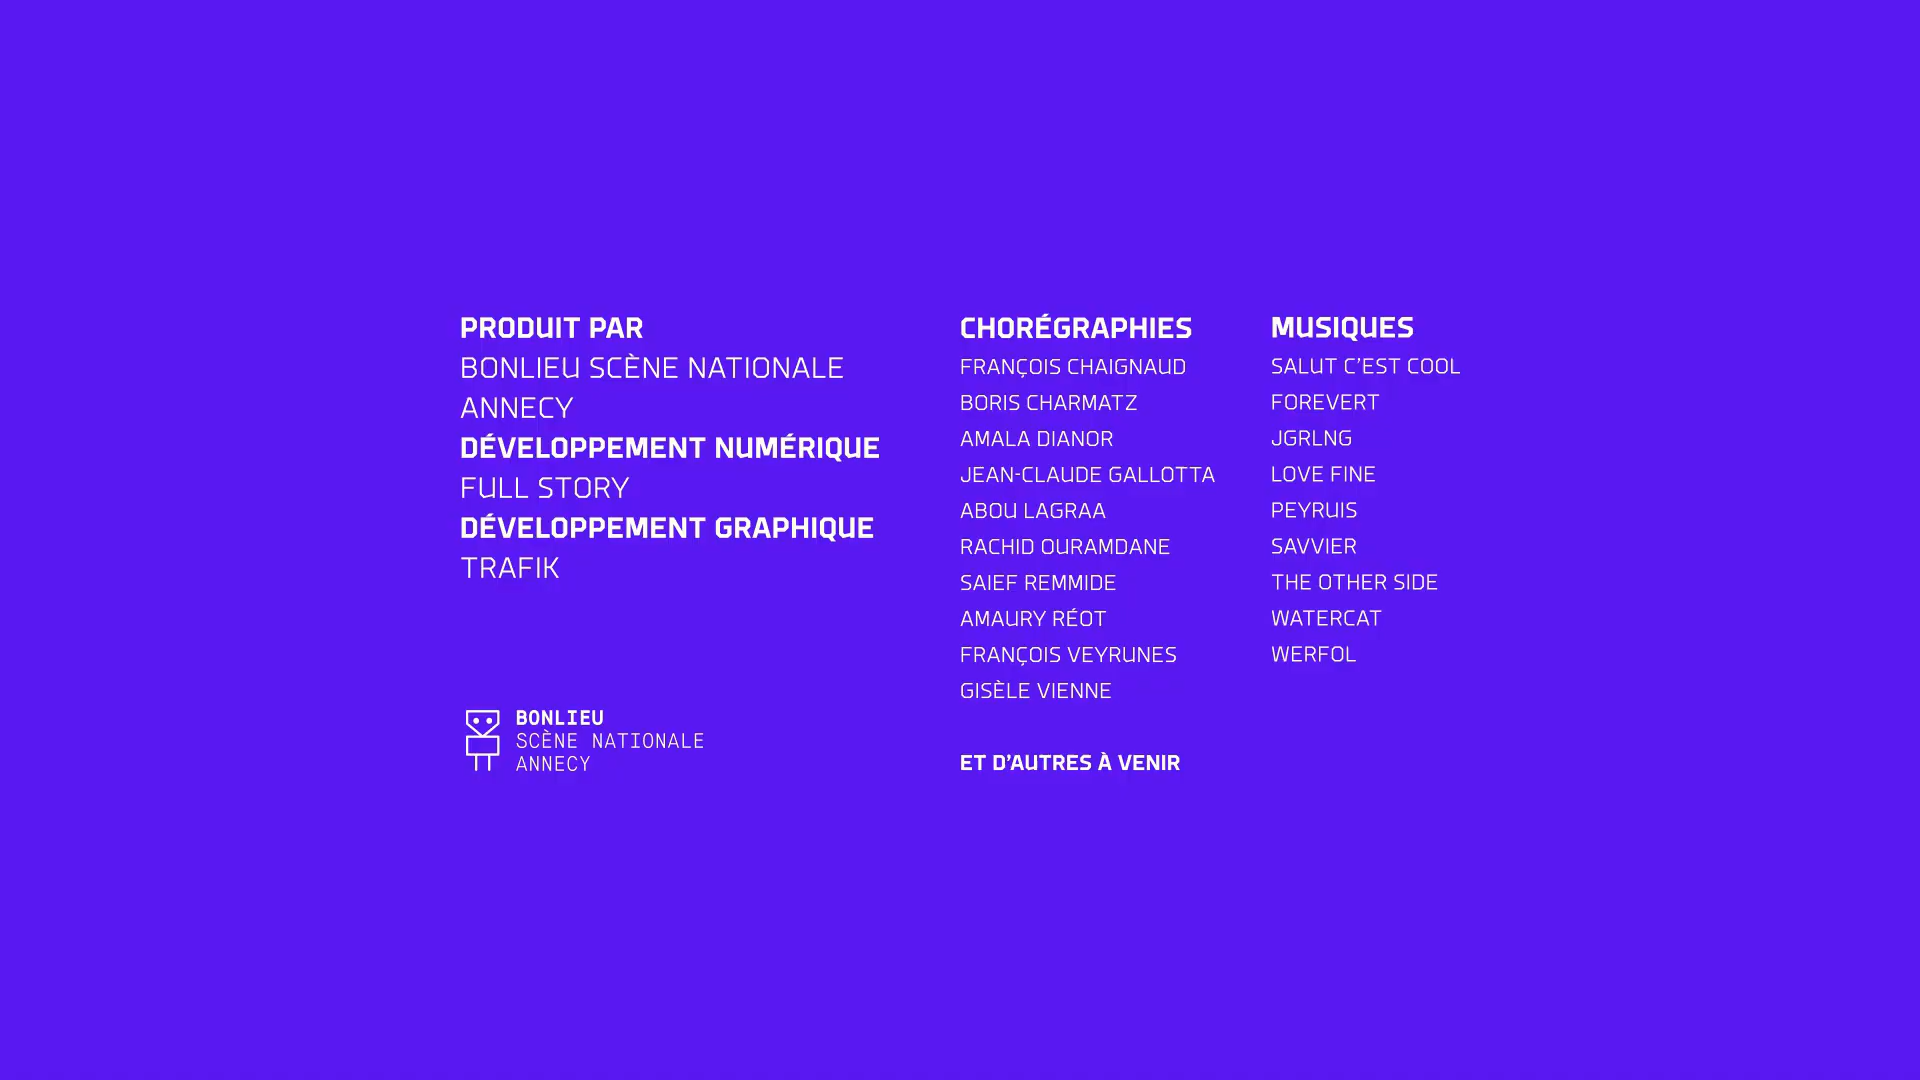 PRODUIT PAR
BONLIEU SCÈNE NATIONALE
ANNECY
DÉVELOPPEMENT NUMÉRIQUE
FULL STORY
DÉVELOPPEMENT GRAPHIQUE
TRAFIK
BONLIEU
SCÈNE NATIONALE
ANNECY
CHORÉGRAPHIES
FRANÇOIS CHAIGNAUD
BORIS CHARMATZ
AMALA DIANOR
JEAN-CLAUDE GALLOTTA
ABOU LAGRAA
RACHID OURAMDANE
SAIEF REMMIDE
AMAURY RÉOT
FRANÇOIS VEYRUNES
GISÈLE VIENNE
ET D’AUTRES À VENIR
MUSIQUES
SALUT C’EST COOL
FOREVERT
JGRLNG
LOVE FINE
PEYRUIS
SAVVIER
THE OTHER SIDE
WATERCAT
WERFOL